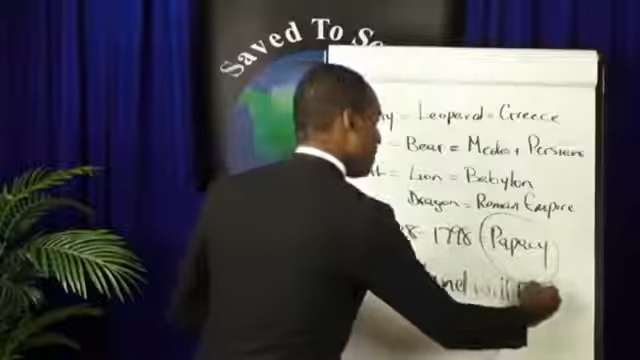 Saved To
= Leopard = Greece
= Bear = Medes + Persians
= Lion = Babylon
Dragon = Roman Empire
- 1798 (Papacy